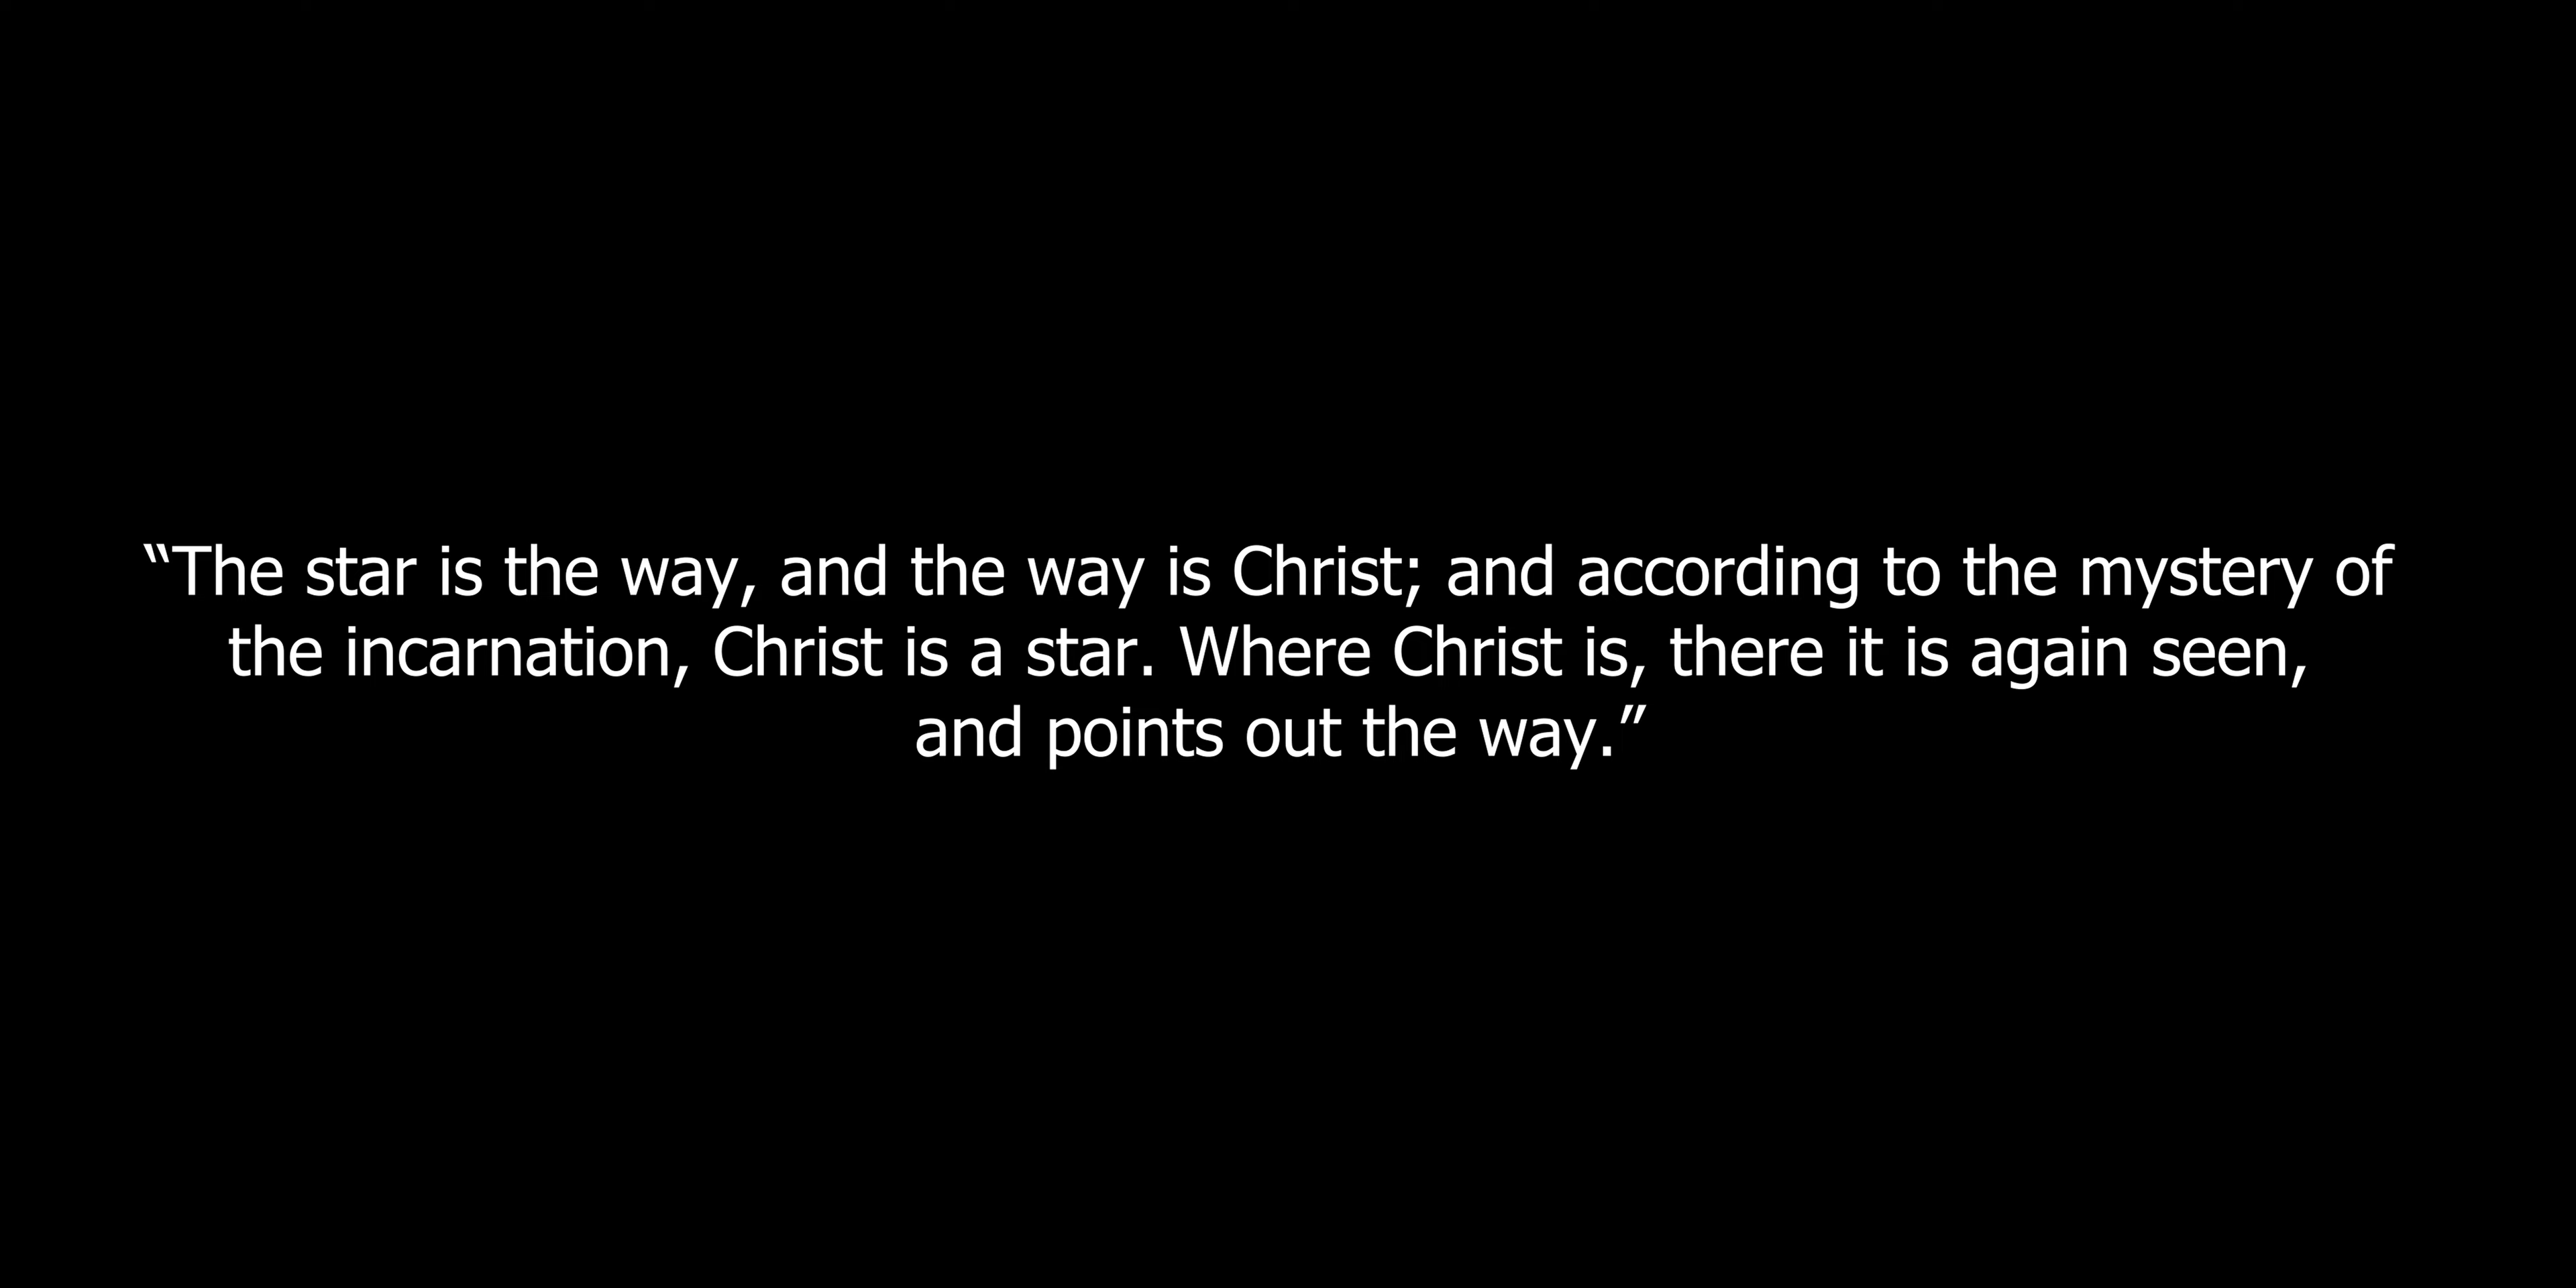 “The star is the way, and the way is Christ; and according to the mystery of
the incarnation, Christ is a star. Where Christ is, there it is again seen,
and points out the way.”